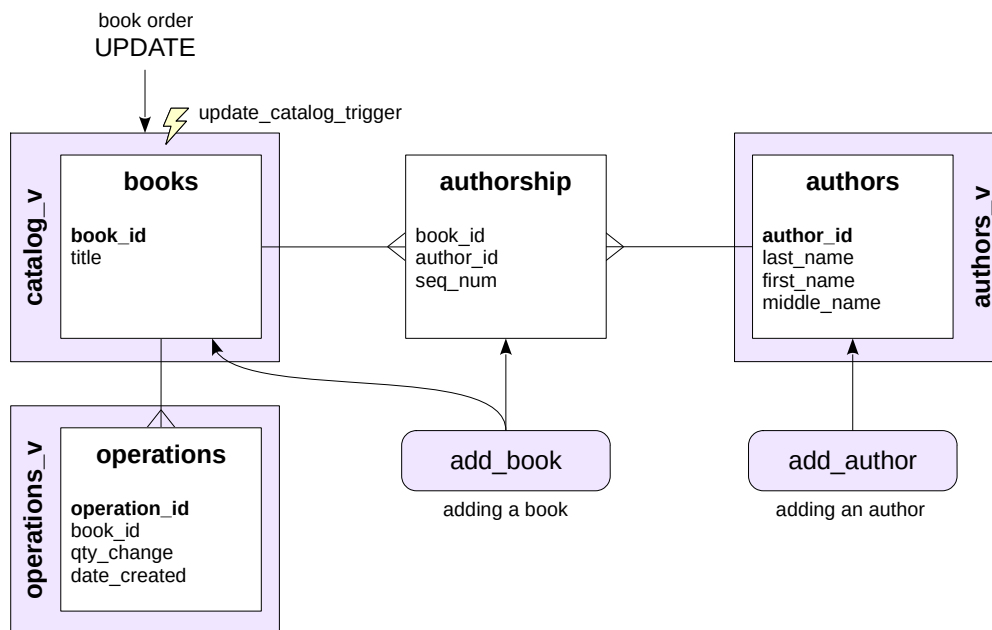 book order
UPDATE
update_catalog_trigger
catalog_v
books
book_id
title
authorship
book_id
author_id
seq_num
authors
author_id
last_name
first_name
middle_name
authors_v
operations_v
operations
operation_id
book_id
qty_change
date_created
add_book
adding a book
add_author
adding an author